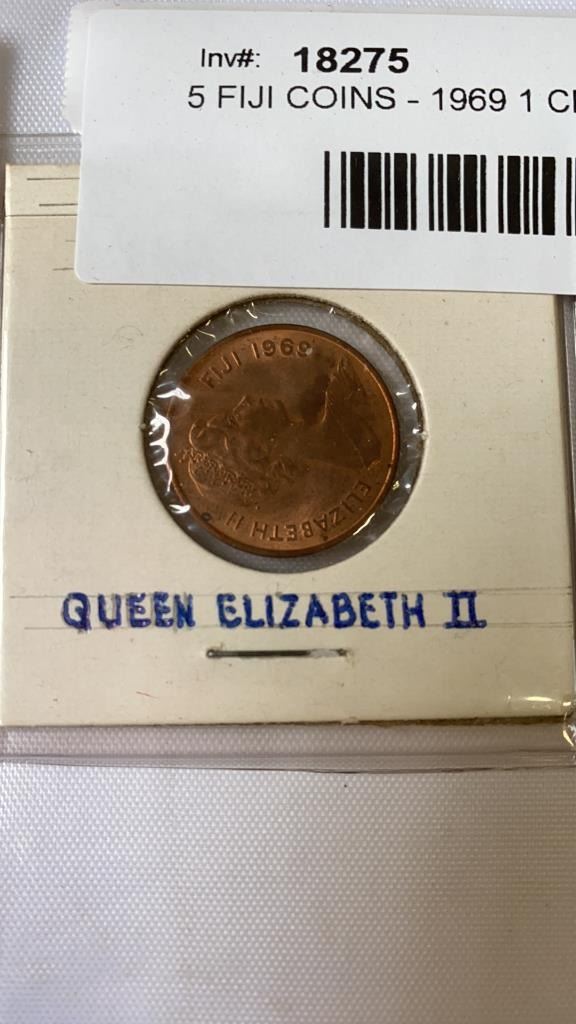 Inv#: 18275
5 FIJI COINS - 1969 1 C
FIJI 1969
ELIZABETH II
QUEEN ELIZABETH II